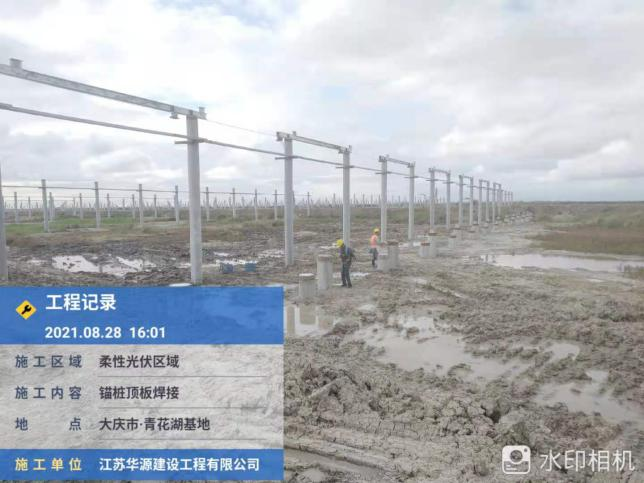 工程记录
2021.08.28 16:01
施工区域 柔性光伏区域
施工内容 锚桩顶板焊接
地点 大庆市·青花湖基地
施工单位 江苏华源建设工程有限公司
水印相机